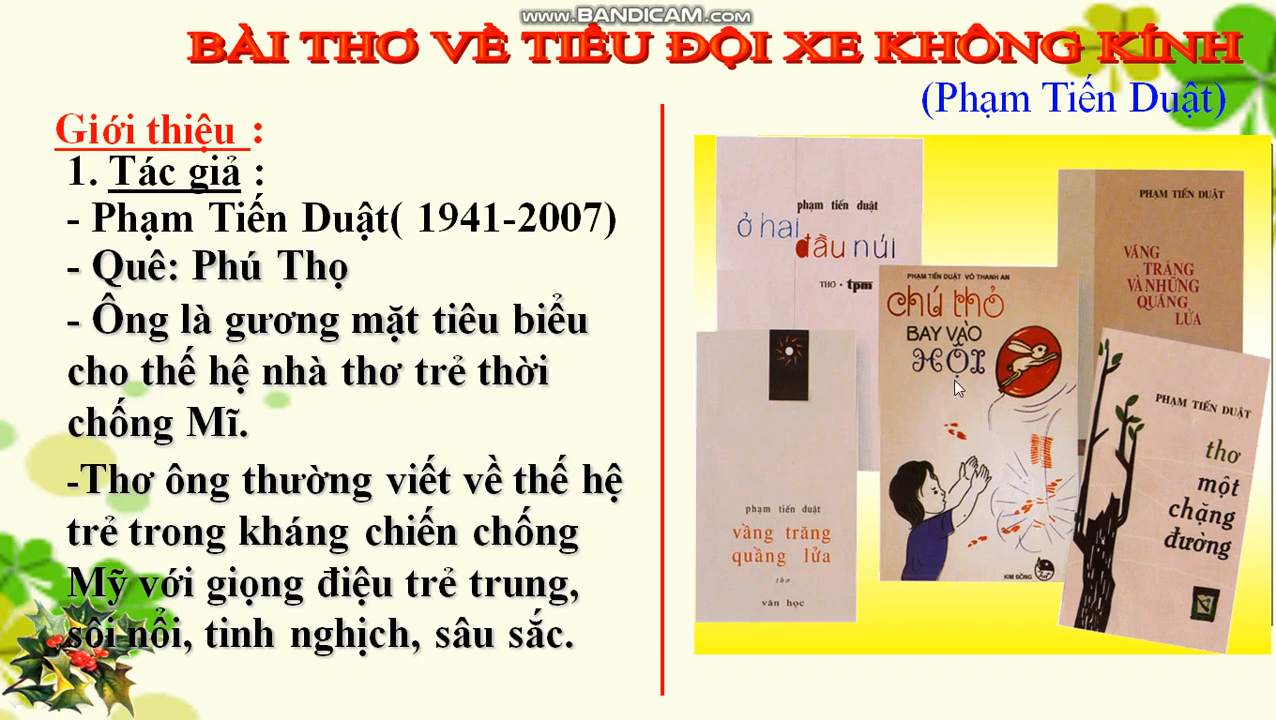 www.BANDICAM.com
BÀI THƠ VỀ TIỂU ĐỘI XE KHÔNG KÍNH
(Phạm Tiến Duật)
Giới thiệu :
1. Tác giả :
- Phạm Tiến Duật( 1941-2007)
- Quê: Phú Thọ
- Ông là gương mặt tiêu biểu
cho thế hệ nhà thơ trẻ thời
chống Mĩ.
-Thơ ông thường viết về thế hệ
trẻ trong kháng chiến chống
Mỹ với giọng điệu trẻ trung,
sôi nổi, tinh nghịch, sâu sắc.
phạm tiến duật
ở hai
đầu núi
THƠ • tpm
PHẠM TIẾN DUẬT
VẦNG
TRĂNG
VÀ NHỮNG
QUẦNG
LỬA
PHẠM TIẾN DUẬT VÕ THANH AN
chú thỏ
BAY VÀO
HỘI
KIM ĐỒNG
phạm tiến duật
vầng trăng
quầng lửa
thơ
văn học
PHẠM TIẾN DUẬT
thơ
một
chặng
đường